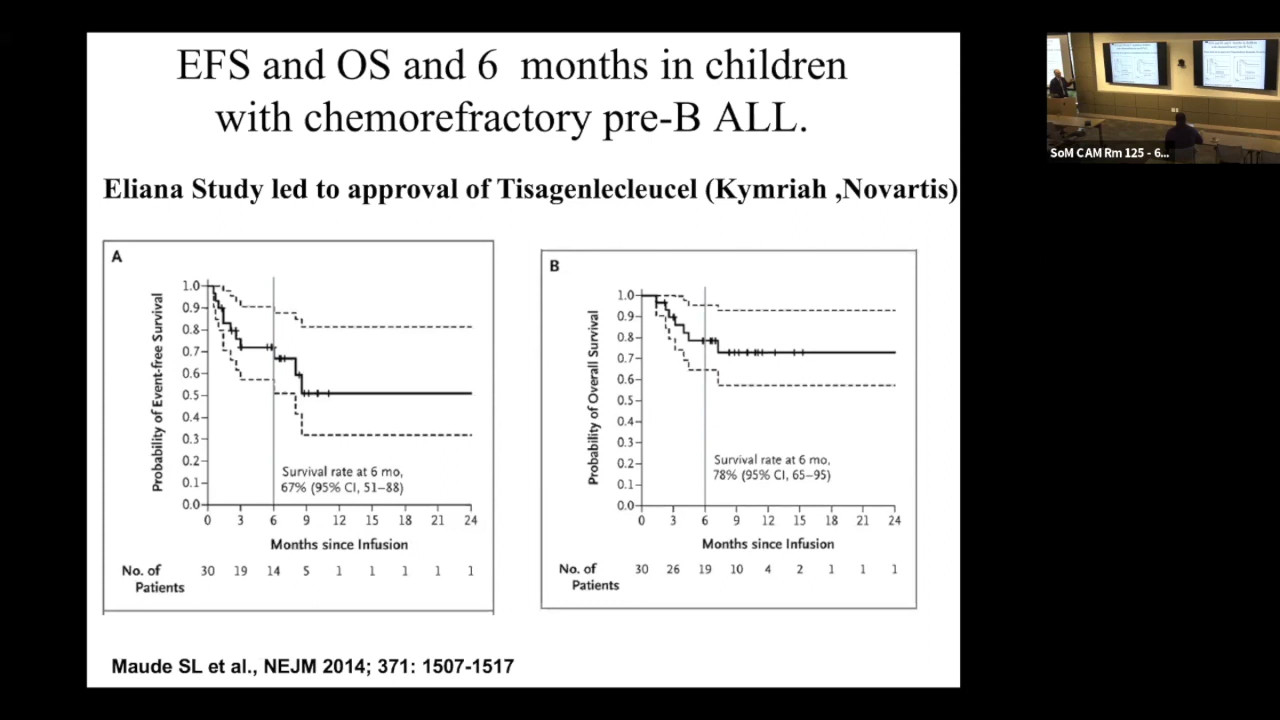 EFS and OS and 6 months in children
with chemorefractory pre-B ALL.
Eliana Study led to approval of Tisagenlecleucel (Kymriah ,Novartis)
A
Probability of Event-free Survival
1.0
0.9
0.8
0.7
0.6
0.5
0.4
0.3
0.2
0.1
0.0
Survival rate at 6 mo,
67% (95% CI, 51–88)
0 3 6 9 12 15 18 21 24
Months since Infusion
No. of
Patients
30 19 14 5 1 1 1 1 1
B
Probability of Overall Survival
1.0
0.9
0.8
0.7
0.6
0.5
0.4
0.3
0.2
0.1
0.0
Survival rate at 6 mo,
78% (95% CI, 65–95)
0 3 6 9 12 15 18 21 24
Months since Infusion
No. of
Patients
30 26 19 10 4 2 1 1 1
Maude SL et al., NEJM 2014; 371: 1507-1517
SoM CAM Rm 125 - 6...